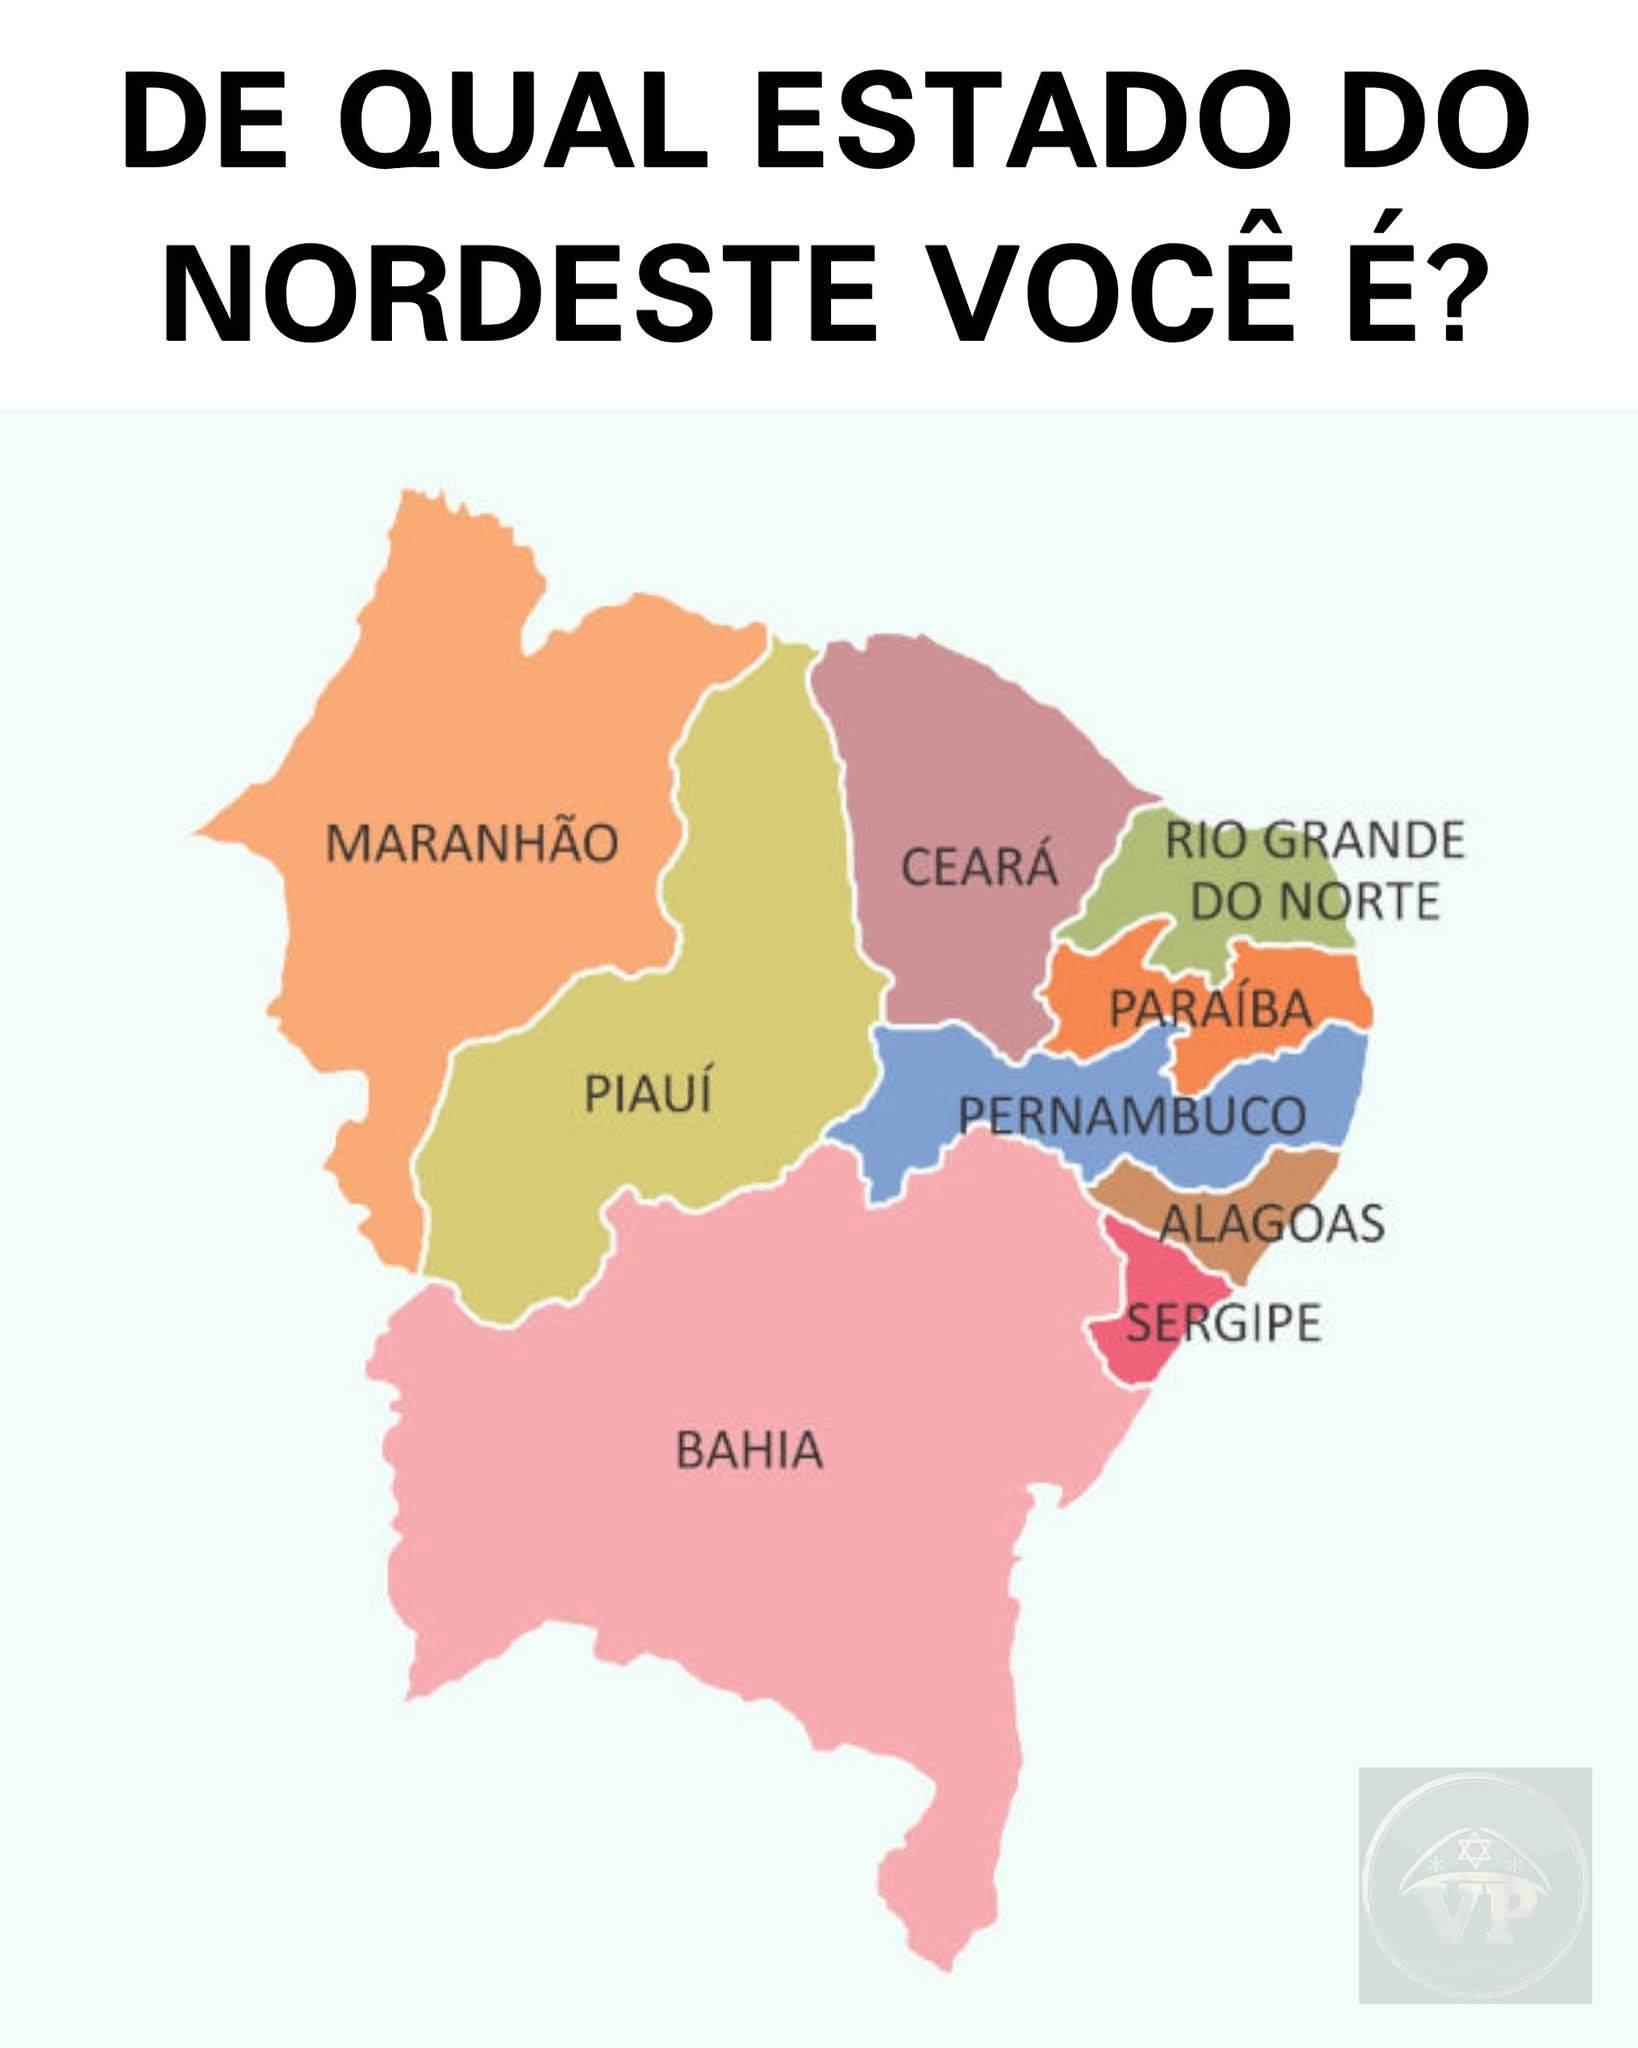 DE QUAL ESTADO DO
NORDESTE VOCÊ É?
MARANHÃO
CEARÁ
RIO GRANDE
DO NORTE
PARAÍBA
PIAUÍ
PERNAMBUCO
ALAGOAS
SERGIPE
BAHIA
VP